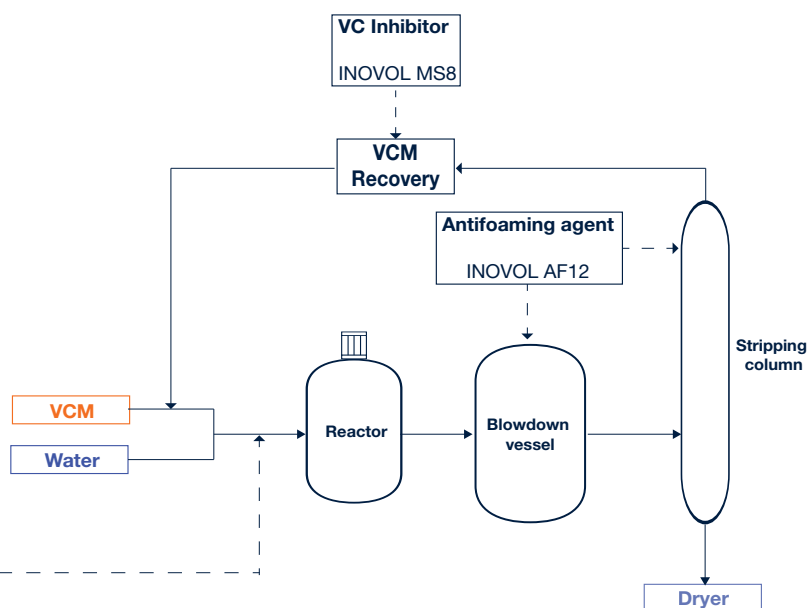 VC Inhibitor
INOVOL MS8
VCM
Recovery
Antifoaming agent
INOVOL AF12
Stripping
column
VCM
Water
Reactor
Blowdown
vessel
Dryer